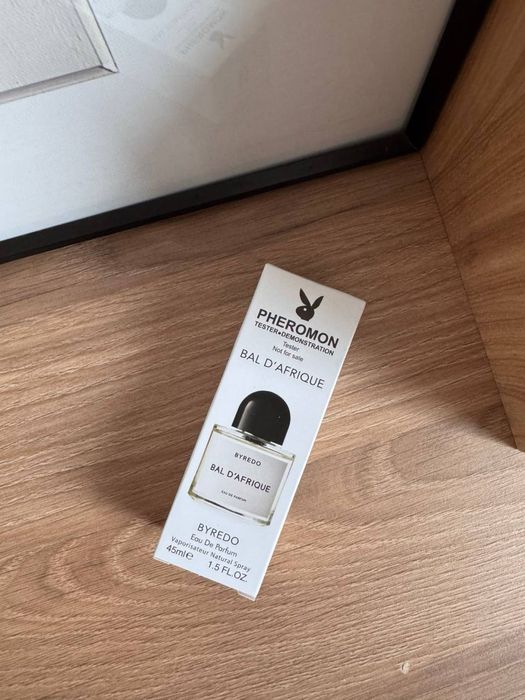 PHEROMON
TESTER•DEMONSTRATION
Tester
Not for sale
BAL D'AFRIQUE
BYREDO
BAL D'AFRIQUE
EAU DE PARFUM
BYREDO
Eau De Parfum
Vaporisateur Natural Spray
45ml℮ 1.5 FL.OZ.